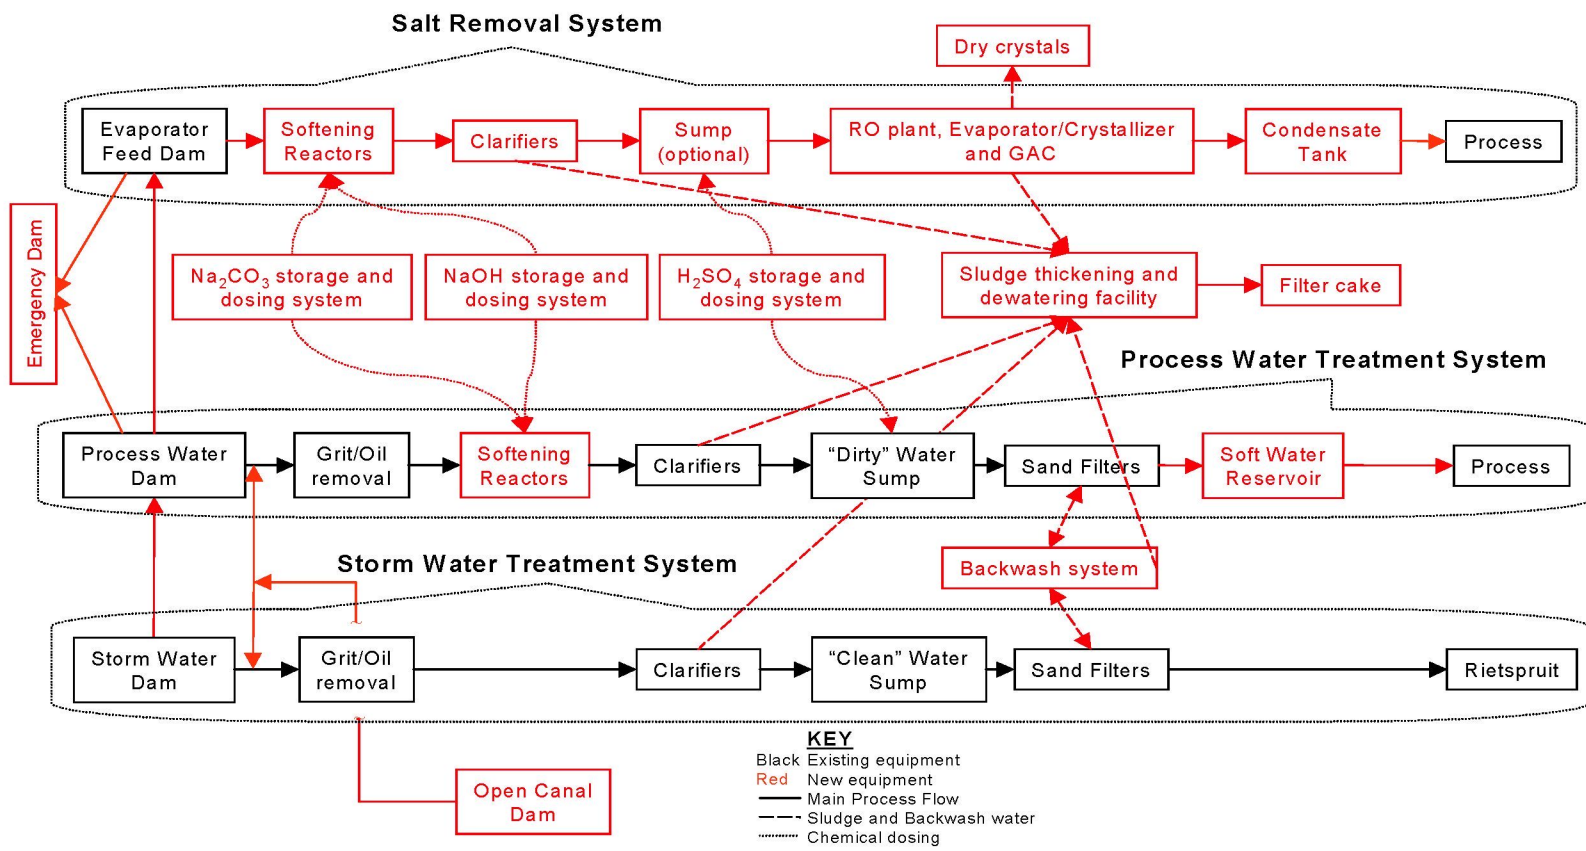 Salt Removal System
Dry crystals
Evaporator
Feed Dam
Softening
Reactors
Clarifiers
Sump
(optional)
RO plant, Evaporator/Crystallizer
and GAC
Condensate
Tank
Process
Emergency Dam
Na₂CO₃ storage and
dosing system
NaOH storage and
dosing system
H₂SO₄ storage and
dosing system
Sludge thickening and
dewatering facility
Filter cake
Process Water Treatment System
Process Water
Dam
Grit/Oil
removal
Softening
Reactors
Clarifiers
“Dirty” Water
Sump
Sand Filters
Soft Water
Reservoir
Process
Backwash system
Storm Water Treatment System
Storm Water
Dam
Grit/Oil
removal
Clarifiers
“Clean” Water
Sump
Sand Filters
Rietspruit
Open Canal
Dam
KEY
Black Existing equipment
Red New equipment
Main Process Flow
Sludge and Backwash water
Chemical dosing